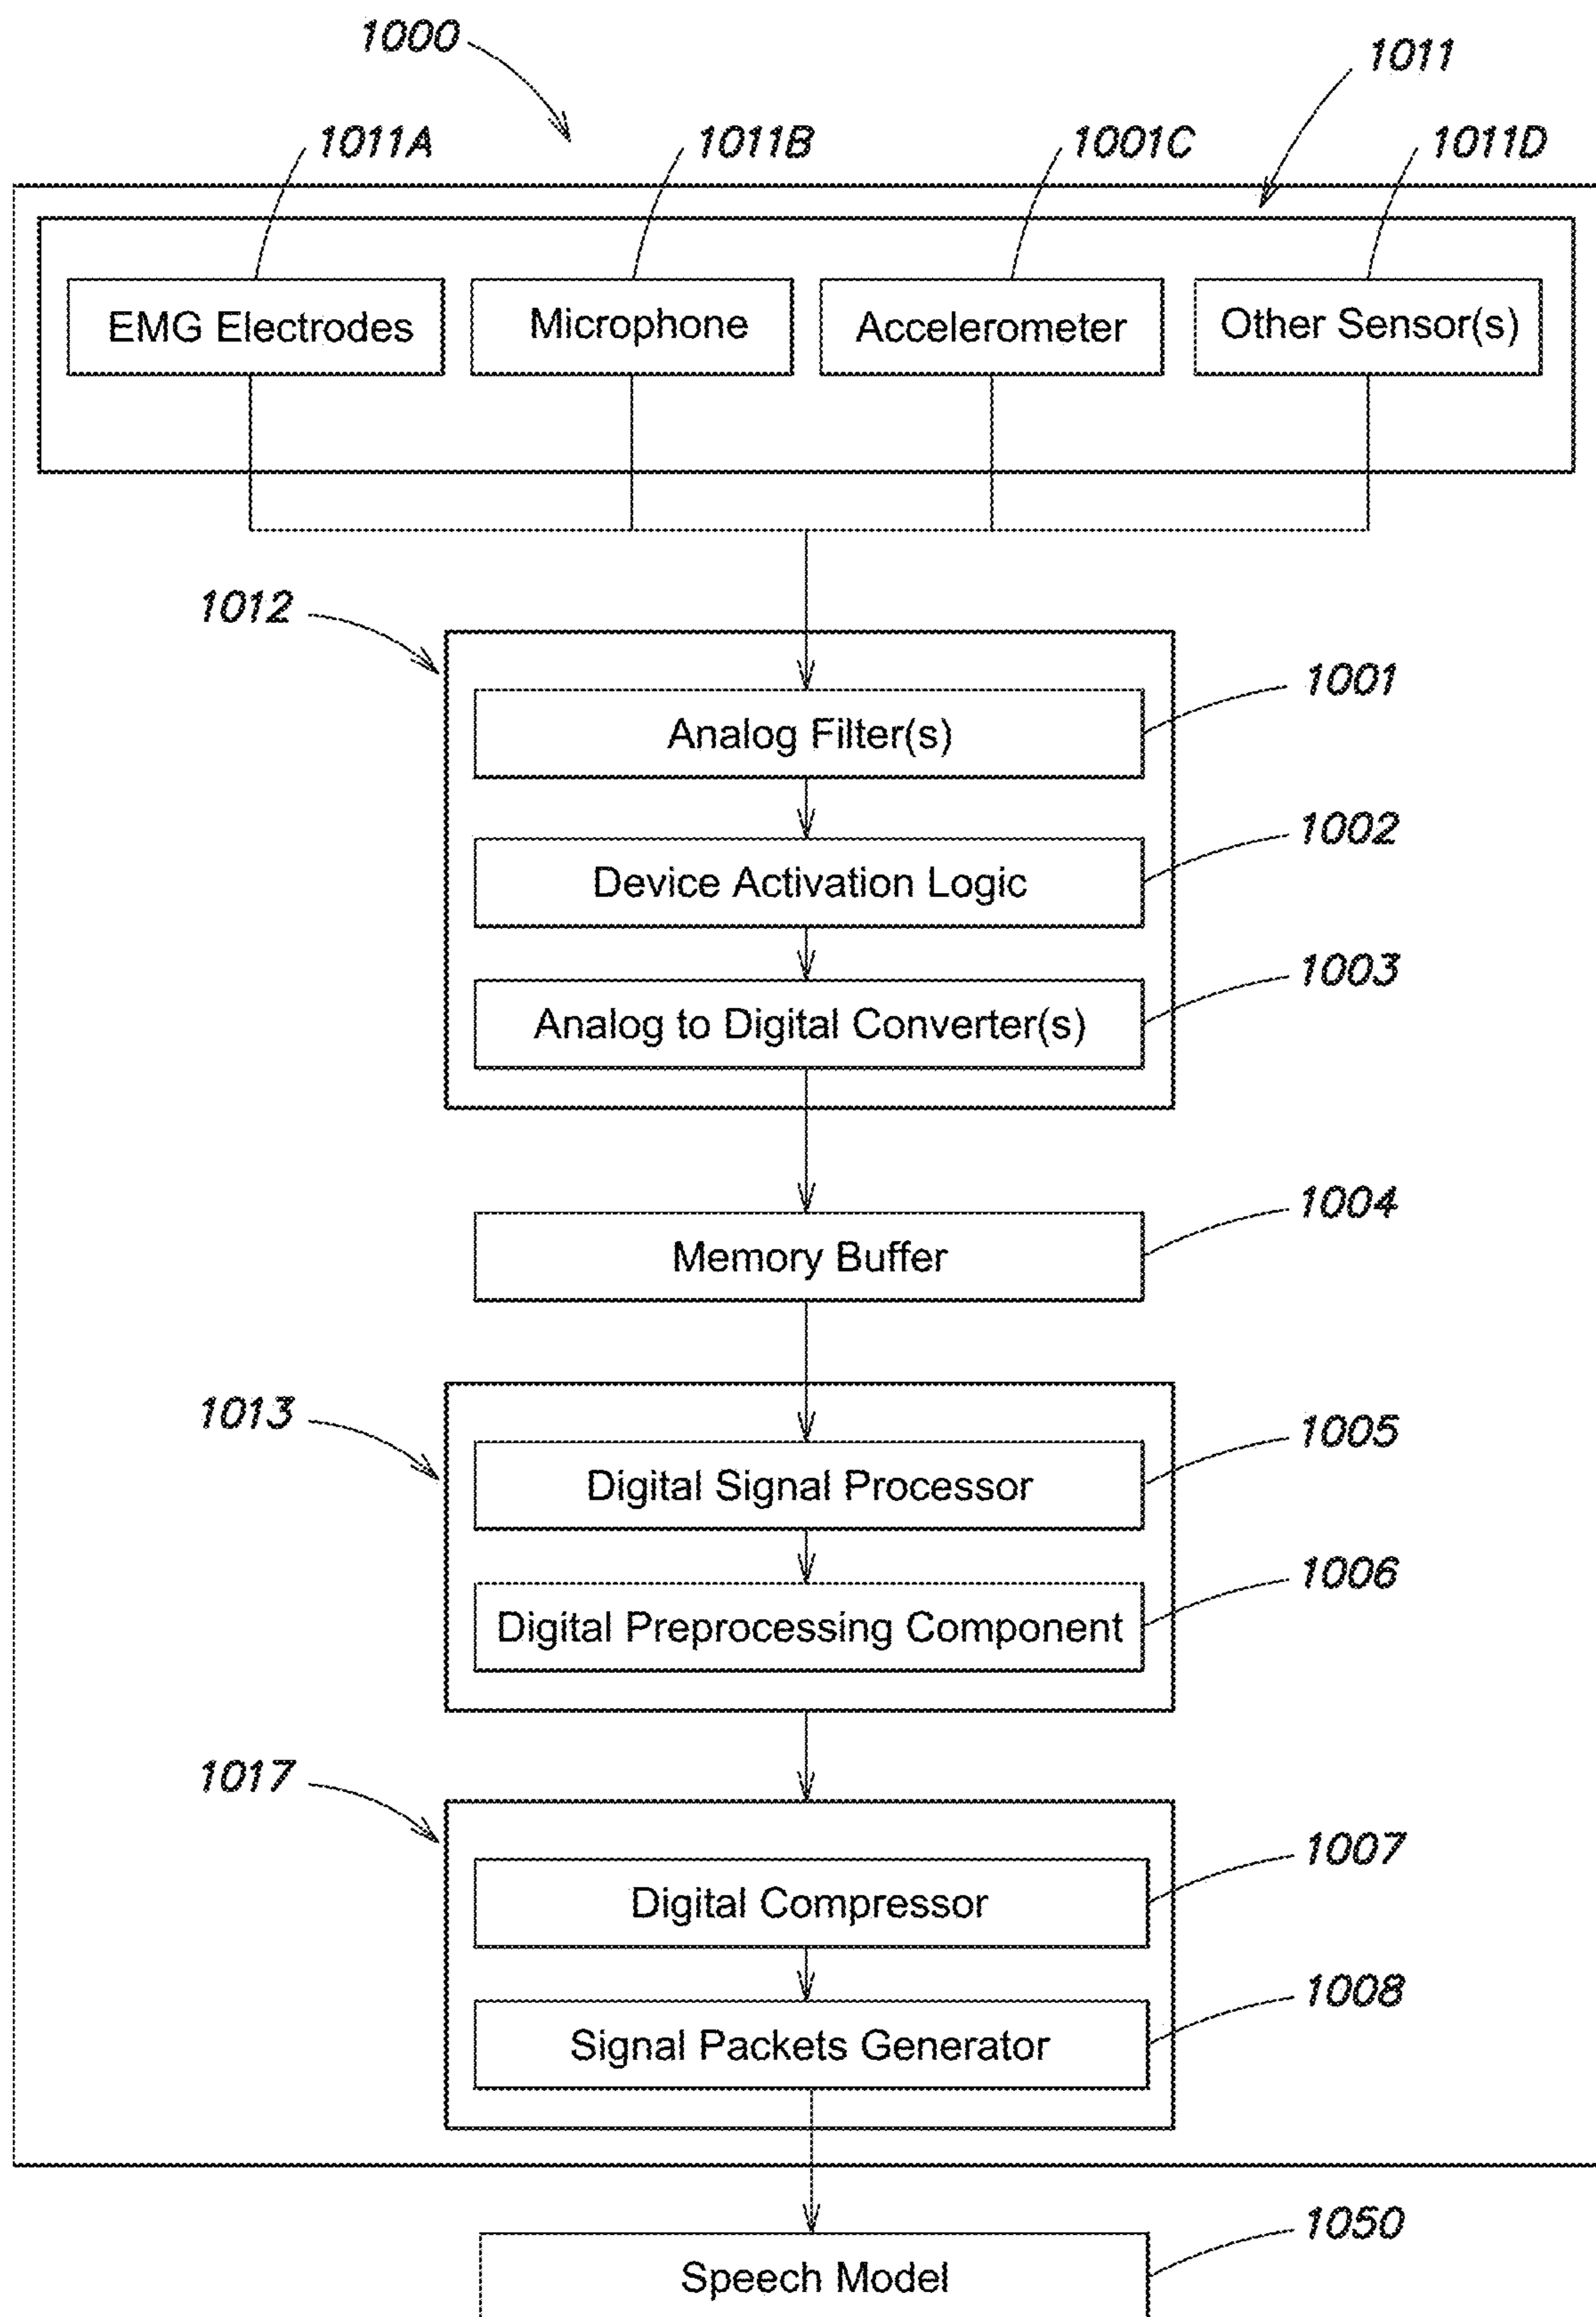 1000
1011
1011A
1011B
1001C
1011D
EMG Electrodes
Microphone
Accelerometer
Other Sensor(s)
1012
1001
Analog Filter(s)
1002
Device Activation Logic
1003
Analog to Digital Converter(s)
1004
Memory Buffer
1013
1005
Digital Signal Processor
1006
Digital Preprocessing Component
1017
1007
Digital Compressor
1008
Signal Packets Generator
1050
Speech Model